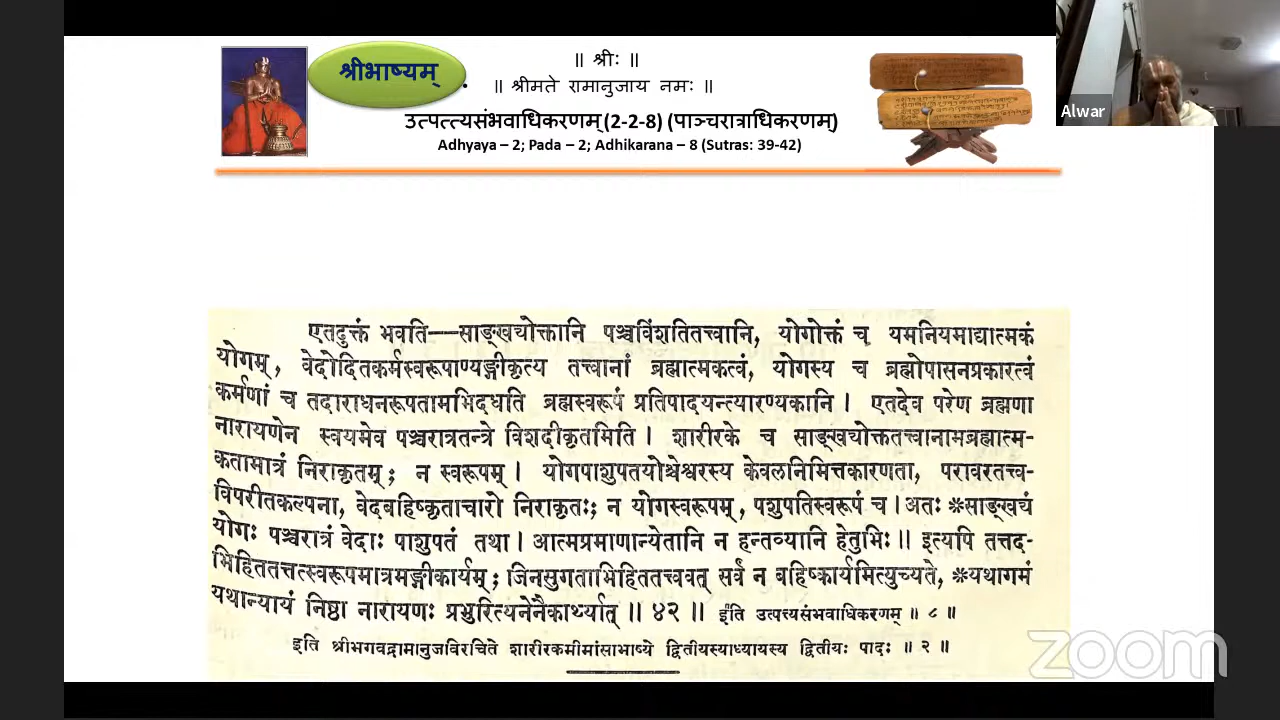 ॥ श्रीः ॥
श्रीभाष्यम्
॥ श्रीमते रामानुजाय नमः ॥
उत्पत्त्यसंभवाधिकरणम् (2-2-8) (पाञ्चरात्राधिकरणम्)
Adhyaya – 2; Pada – 2; Adhikarana – 8 (Sutras: 39-42)
Alwar
एतदुक्तं भवति—साङ्ख्योक्तानि पञ्चविंशतितत्त्वानि, योगोक्तं च यमनियमाद्यात्मकं
योगम्, वेदोदितकर्मस्वरूपाण्यङ्गीकृत्य तत्त्वानां ब्रह्मात्मकत्वं, योगस्य च ब्रह्मोपासनप्रकारत्वं
कर्मणां च तदाराधनरूपतामभिदधति ब्रह्मस्वरूपं प्रतिपादयन्त्यारण्यकानि । एतदेव परेण ब्रह्मणा
नारायणेन स्वयमेव पञ्चरात्रतन्त्रे विशदीकृतमिति । शारीरके च साङ्ख्योक्ततत्त्वानामब्रह्मात्म-
कतामात्रं निराकृतम्; न स्वरूपम् । योगपाशुपतयोश्चेश्वरस्य केवलनिमित्तकारणता, परावरतत्त्व-
विपरीतकल्पना, वेदबहिष्कृताचारो निराकृतः; न योगस्वरूपम्, पशुपतिस्वरूपं च । अतः *साङ्ख्यं
योगः पञ्चरात्रं वेदाः पाशुपतं तथा । आत्मप्रमाणान्येतानि न हन्तव्यानि हेतुभिः ॥ इत्यपि तत्तद-
भिहिततत्तत्स्वरूपमात्रमङ्गीकार्यम्; जिनसुगताभिहिततत्त्ववत् सर्वं न बहिष्कार्यमित्युच्यते, *यथागमं
यथान्यायं निष्ठा नारायणः प्रभुरित्यनेनैकार्थ्यात् ॥ ४२ ॥ इति उत्पत्त्यसंभवाधिकरणम् ॥ ८ ॥
इति श्रीभगवद्रामानुजविरचिते शारीरकमीमांसाभाष्ये द्वितीयस्याध्यायस्य द्वितीयः पादः ॥ २ ॥
zoom